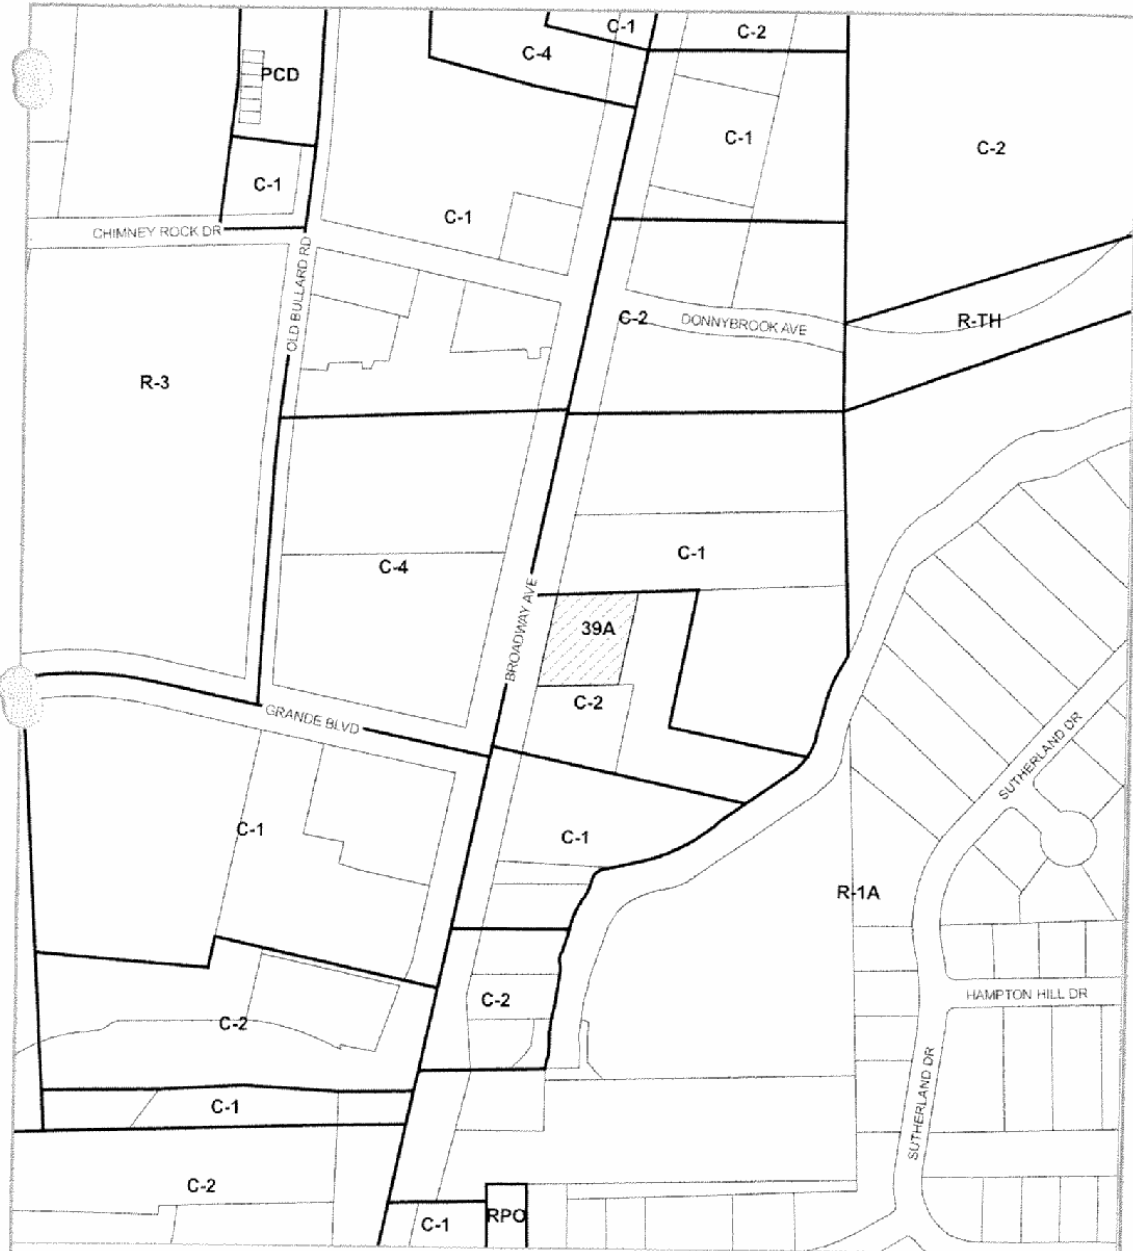 C-1
C-2
C-4
PCD
C-1
C-2
C-1
C-1
CHIMNEY ROCK DR
OLD BULLARD RD
C-2
DONNYBROOK AVE
R-TH
R-3
C-1
C-4
BROADWAY AVE
39A
C-2
GRANDE BLVD
SUTHERLAND DR
C-1
C-1
R-1A
HAMPTON HILL DR
C-2
C-2
SUTHERLAND DR
C-1
C-2
RPO
C-1